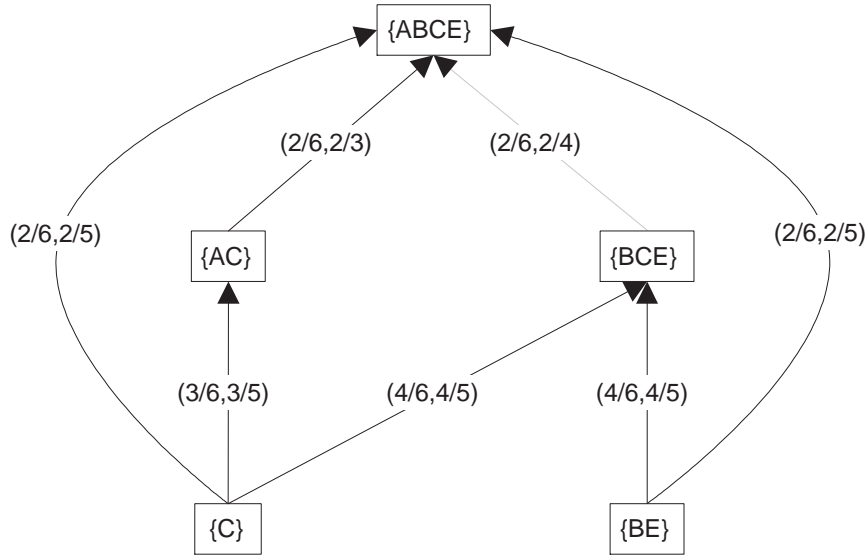 {ABCE}
(2/6,2/3)
(2/6,2/4)
(2/6,2/5)
(2/6,2/5)
{AC}
{BCE}
(3/6,3/5)
(4/6,4/5)
(4/6,4/5)
{C}
{BE}